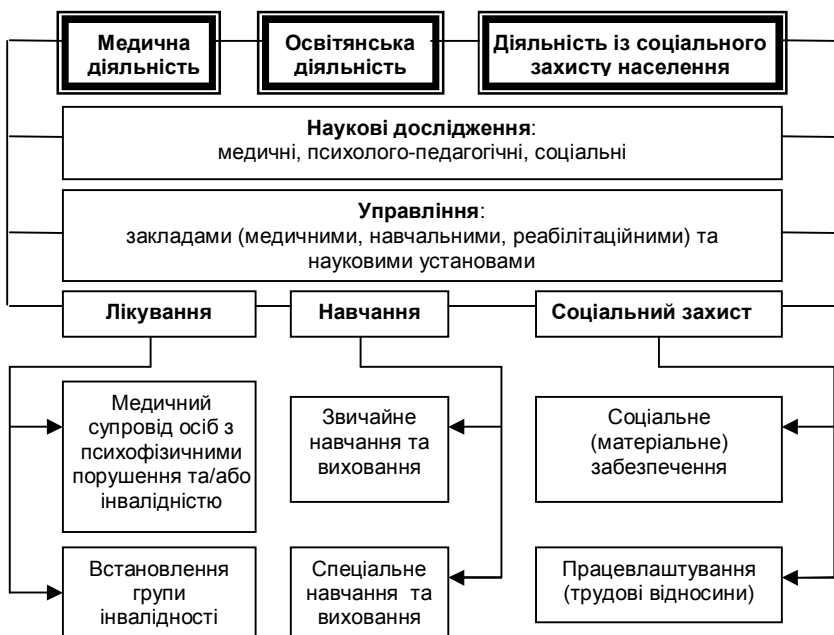 Медична
діяльність
Освітянська
діяльність
Діяльність із соціального
захисту населення
Наукові дослідження:
медичні, психолого-педагогічні, соціальні
Управління:
закладами (медичними, навчальними, реабілітаційними) та
науковими установами
Лікування
Навчання
Соціальний захист
Медичний
супровід осіб з
психофізичними
порушення та/або
інвалідністю
Звичайне
навчання та
виховання
Соціальне
(матеріальне)
забезпечення
Встановлення
групи
інвалідності
Спеціальне
навчання та
виховання
Працевлаштування
(трудові відносини)